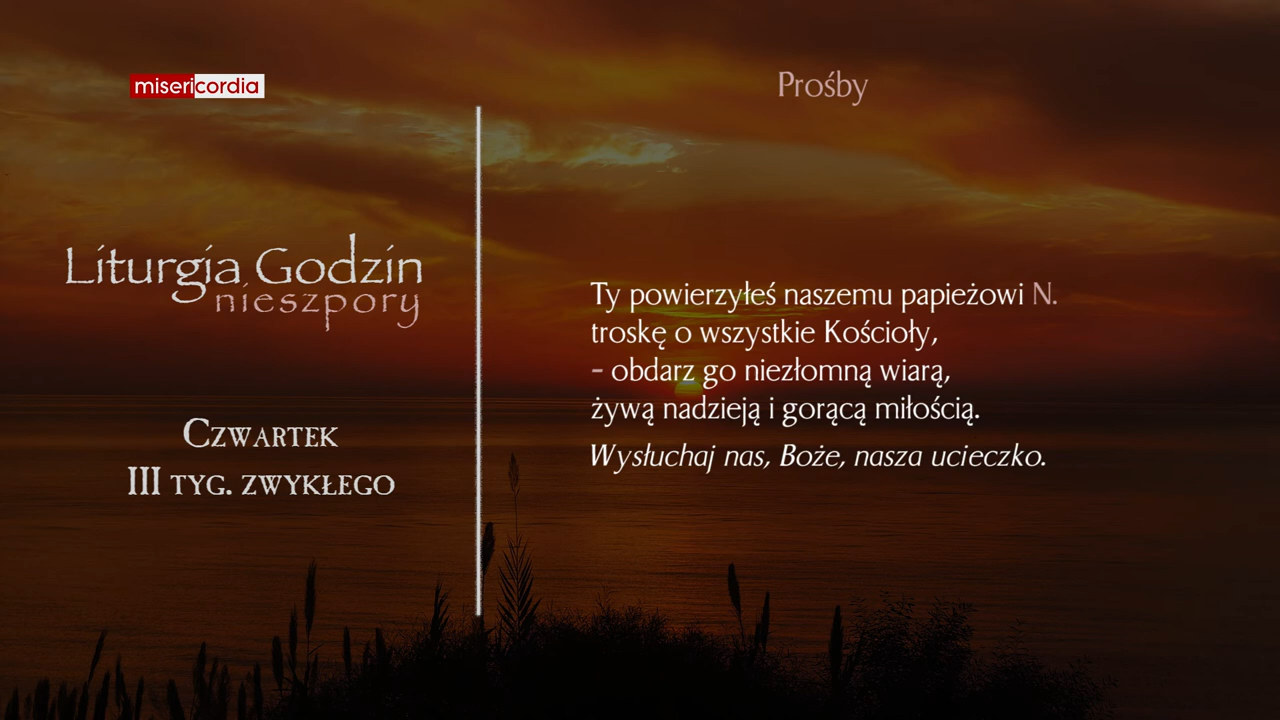 misericordia
Liturgia Godzin
nieszpory
Czwartek
III tyg. zwykłego
Prośby
Ty powierzyłeś naszemu papieżowi N.
troskę o wszystkie Kościoły,
- obdarz go niezłomną wiarą,
żywą nadzieją i gorącą miłością.
Wysłuchaj nas, Boże, nasza ucieczko.